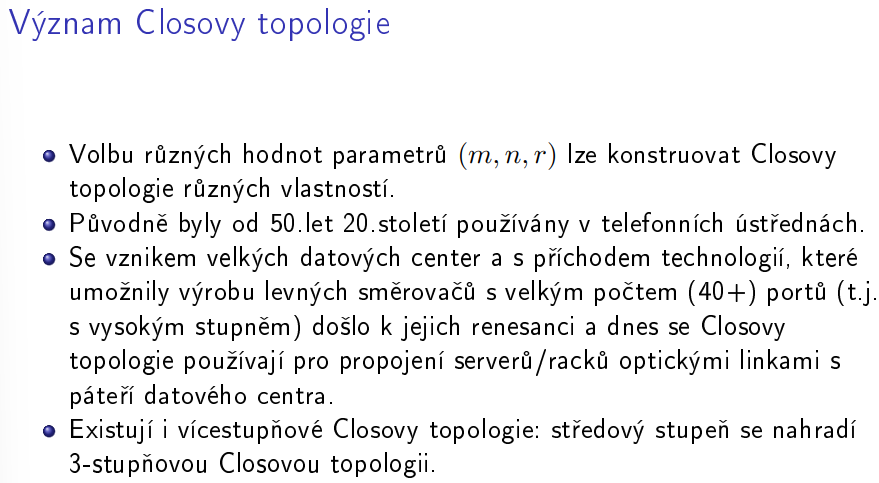 Význam Closovy topologie
Volbu různých hodnot parametrů (m, n, r) lze konstruovat Closovy
topologie různých vlastností.
Původně byly od 50.let 20.století používány v telefonních ústřednách.
Se vznikem velkých datových center a s příchodem technologií, které
umožnily výrobu levných směrovačů s velkým počtem (40+) portů (t.j.
s vysokým stupněm) došlo k jejich renesanci a dnes se Closovy
topologie používají pro propojení serverů/racků optickými linkami s
páteří datového centra.
Existují i vícestupňové Closovy topologie: středový stupeň se nahradí
3-stupňovou Closovou topologii.